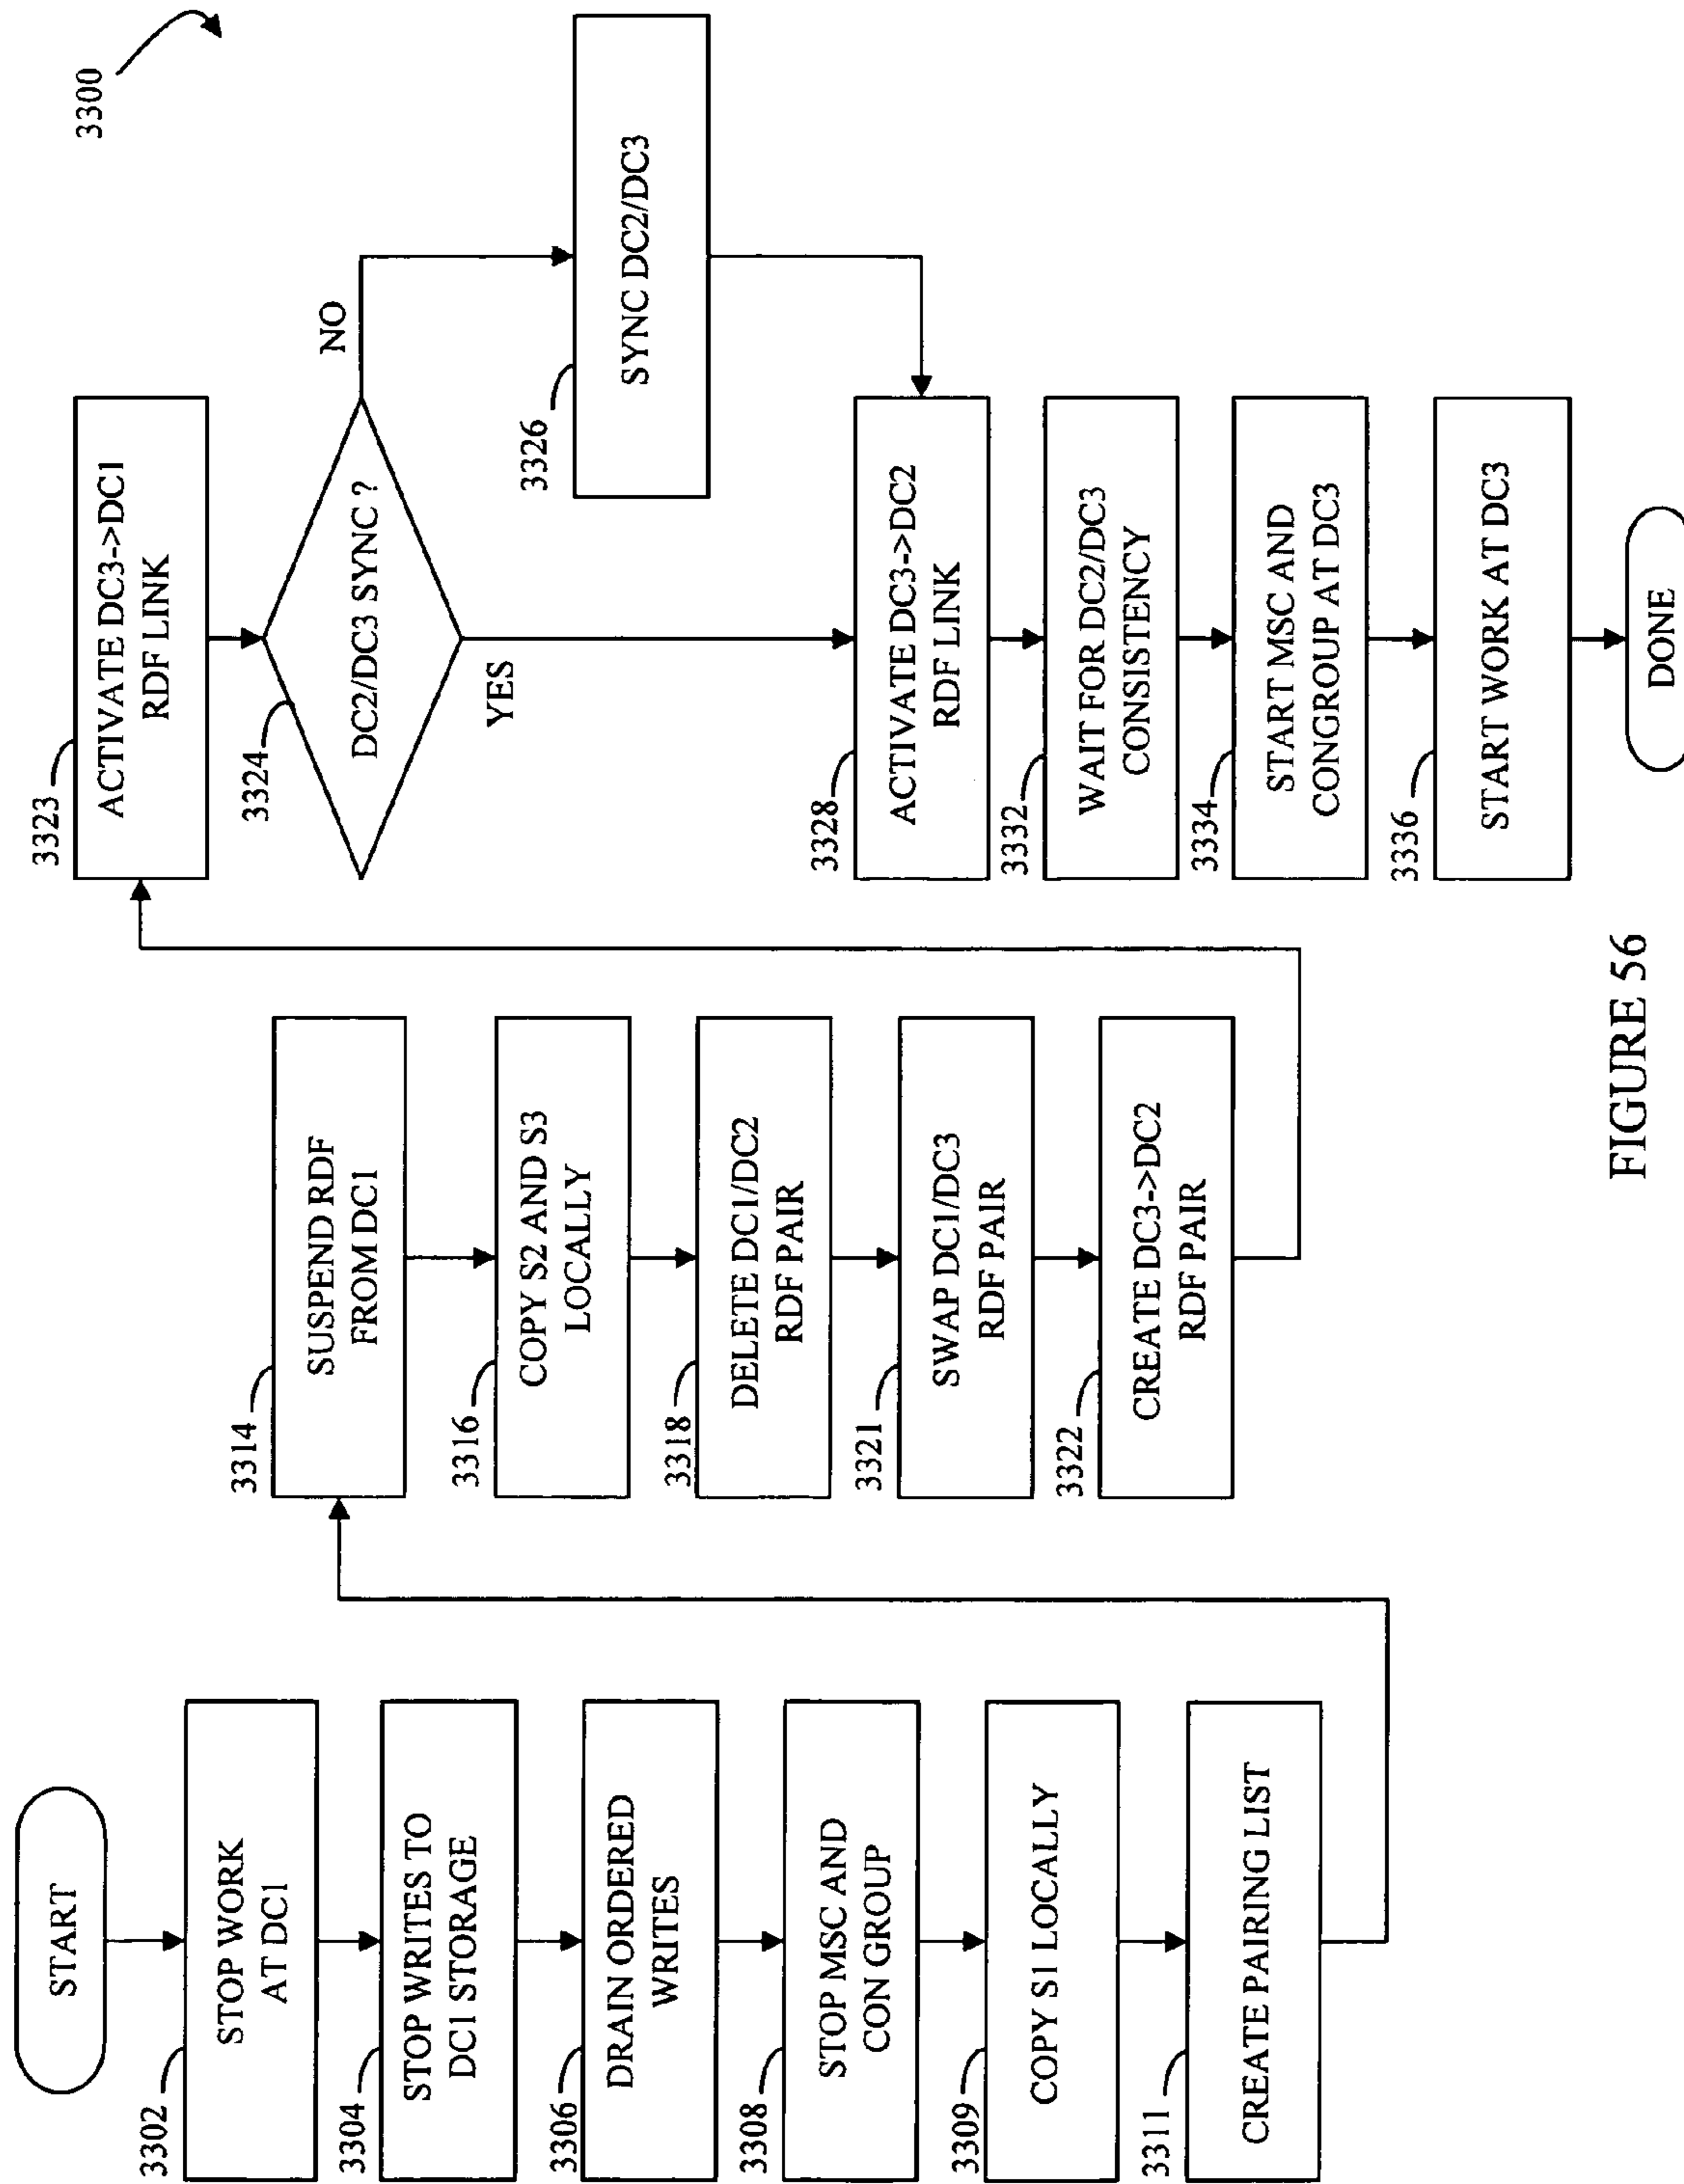 3300
START
3302
STOP WORK
AT DC1
3304
STOP WRITES TO
DC1 STORAGE
3306
DRAIN ORDERED
WRITES
3308
STOP MSC AND
CON GROUP
3309
COPY S1 LOCALLY
3311
CREATE PAIRING LIST
3314
SUSPEND RDF
FROM DC1
3316
COPY S2 AND S3
LOCALLY
3318
DELETE DC1/DC2
RDF PAIR
3321
SWAP DC1/DC3
RDF PAIR
3322
CREATE DC3->DC2
RDF PAIR
3323
ACTIVATE DC3->DC1
RDF LINK
3324
DC2/DC3 SYNC ?
NO
YES
3326
SYNC DC2/DC3
3328
ACTIVATE DC3->DC2
RDF LINK
3332
WAIT FOR DC2/DC3
CONSISTENCY
3334
START MSC AND
CONGROUP AT DC3
3336
START WORK AT DC3
DONE
FIGURE 56